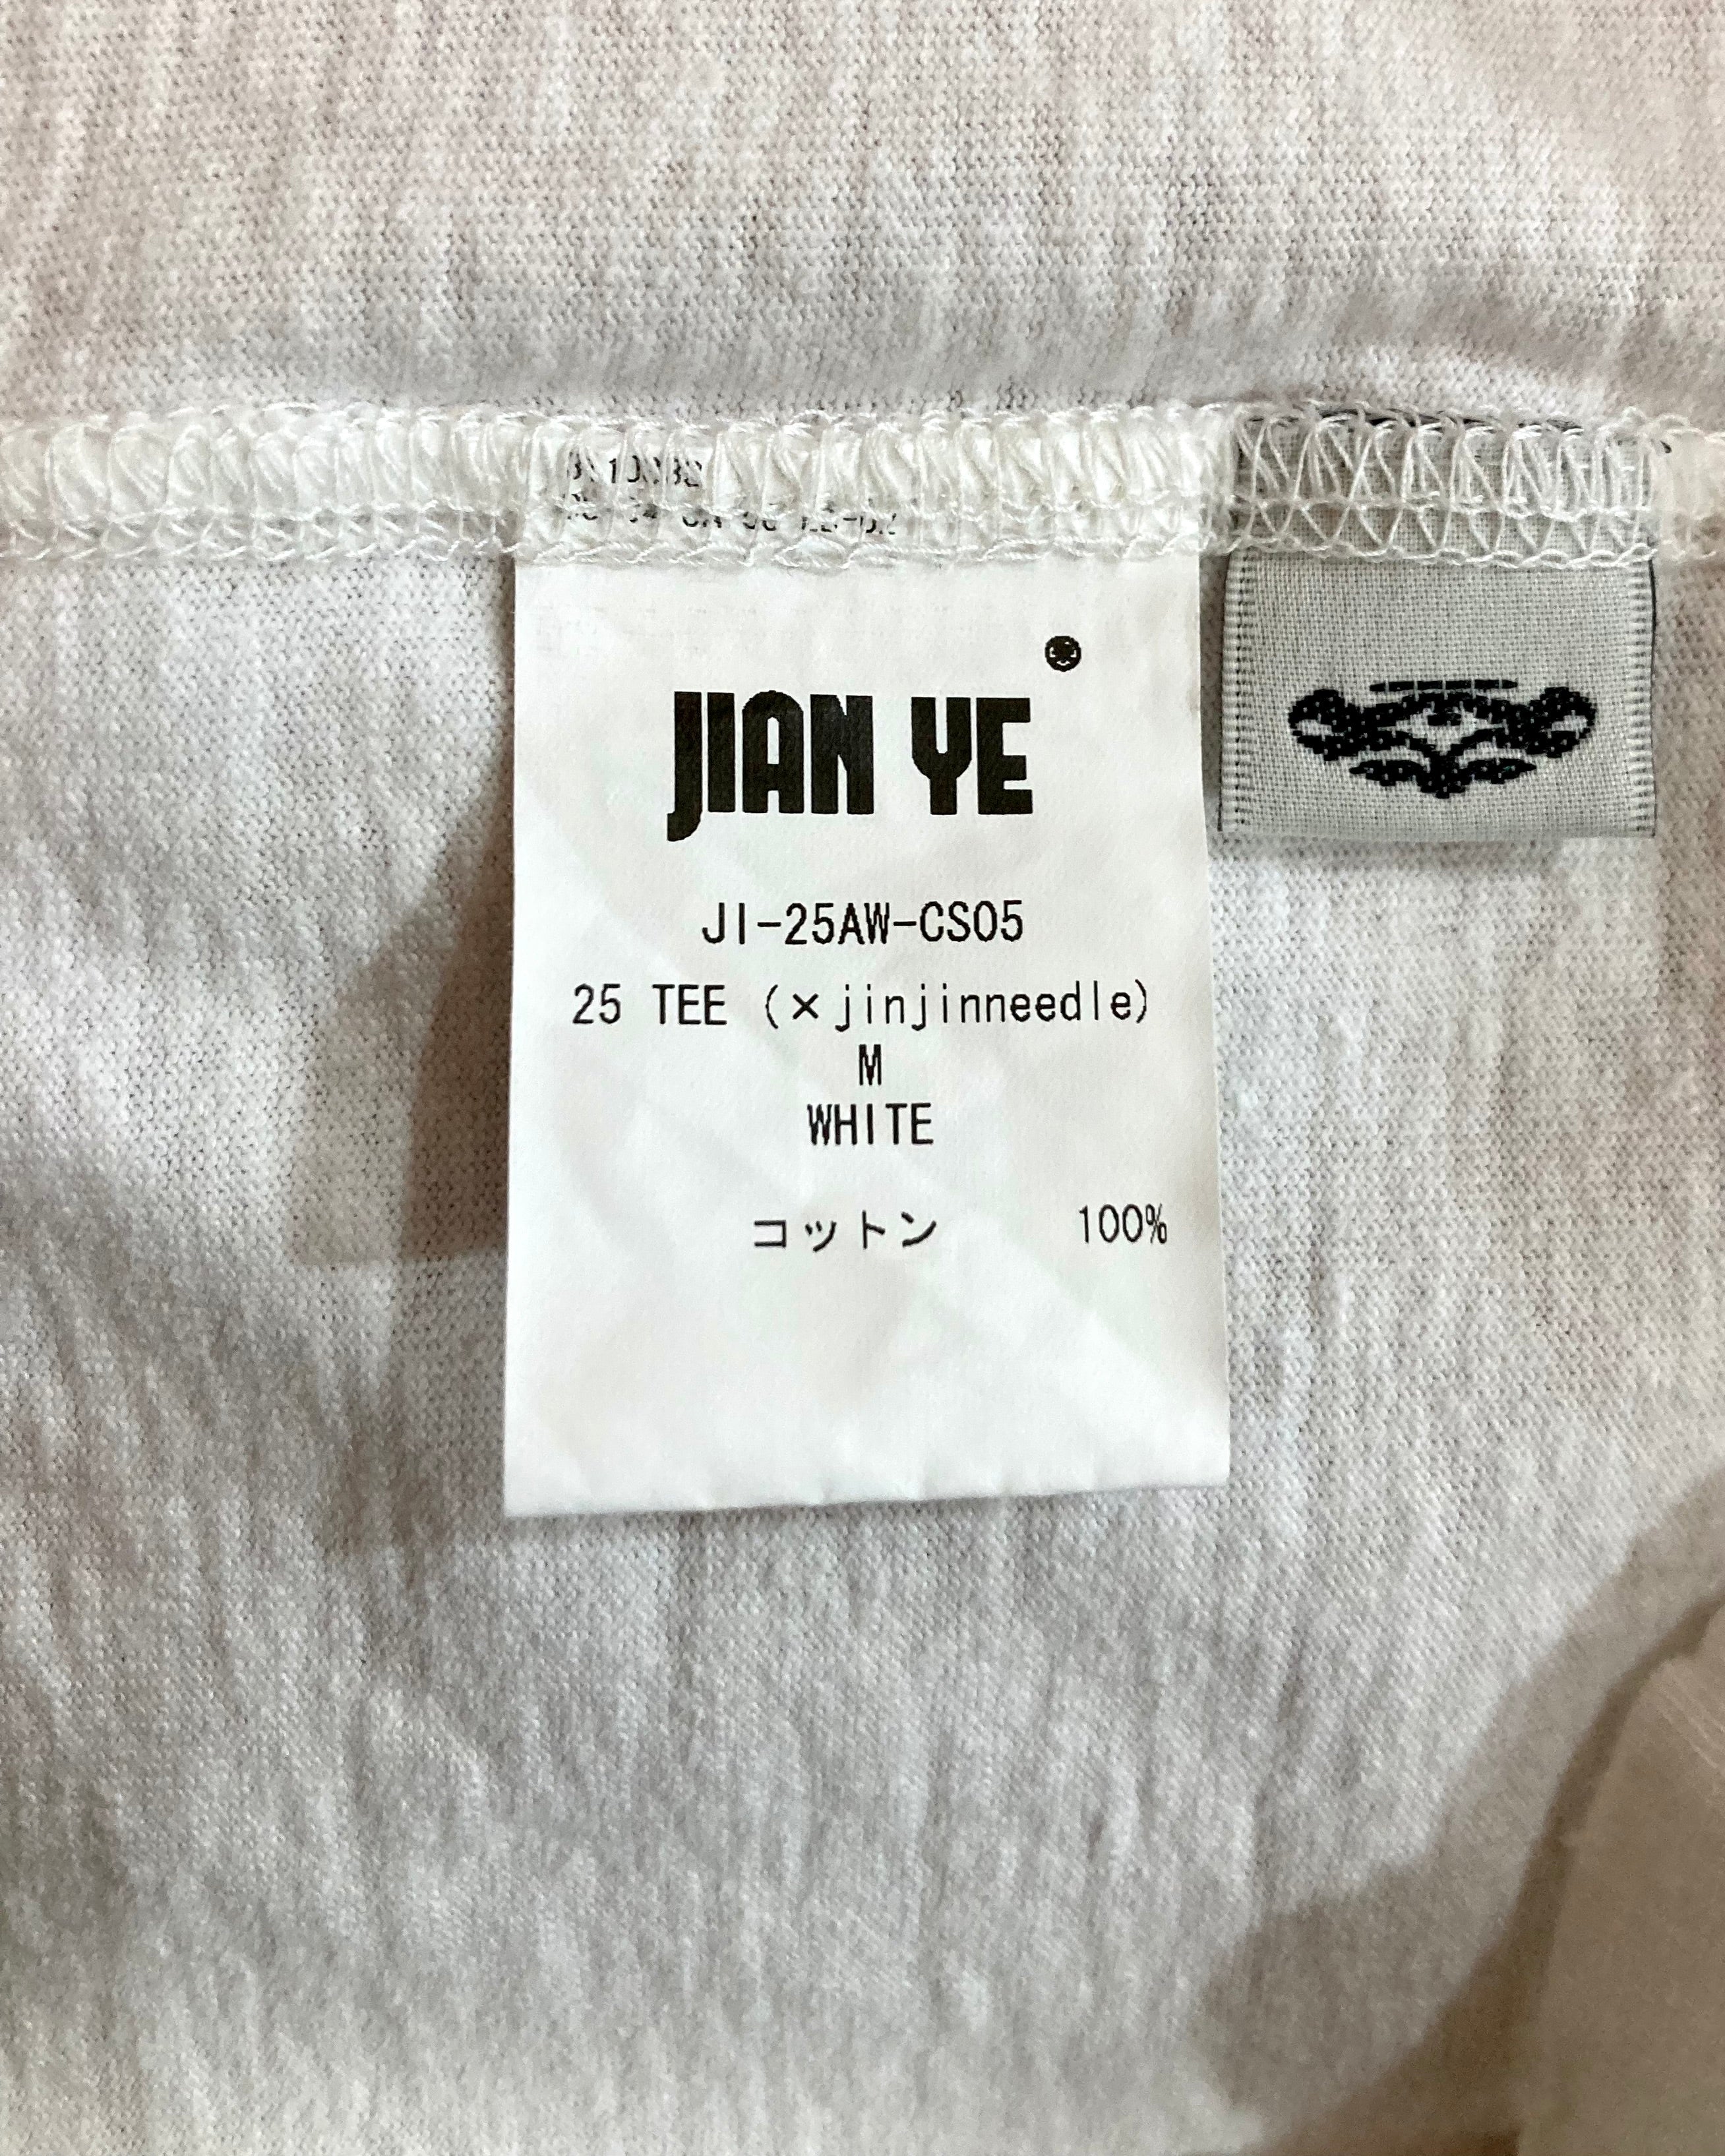 JIAN YE
JI-25AW-CS05
25 TEE (×jinjinneedle)
M
WHITE
コットン 100%